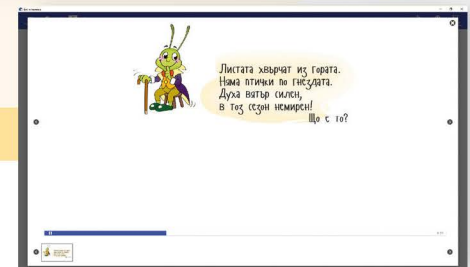 Листата хвърчат из гората.
Няма птички по гнездата.
Духа вятър силен,
в тоз сезон немирен!
Що е то?